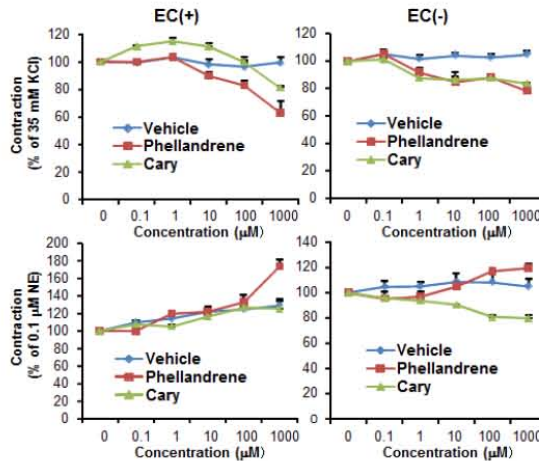 EC(+)
Contraction
(% of 35 mM KCl)
120
100
80
60
40
20
0
Vehicle
Phellandrene
Cary
0 0.1 1 10 100 1000
Concentration (µM)
EC(-)
120
100
80
60
40
20
0
Vehicle
Phellandrene
Cary
0 0.1 1 10 100 1000
Concentration (µM)
Contraction
(% of 0.1 µM NE)
200
180
160
140
120
100
80
60
40
20
0
Vehicle
Phellandrene
Cary
0 0.1 1 10 100 1000
Concentration (µM)
140
120
100
80
60
40
20
0
Vehicle
Phellandrene
Cary
0 0.1 1 10 100 1000
Concentration (µM)